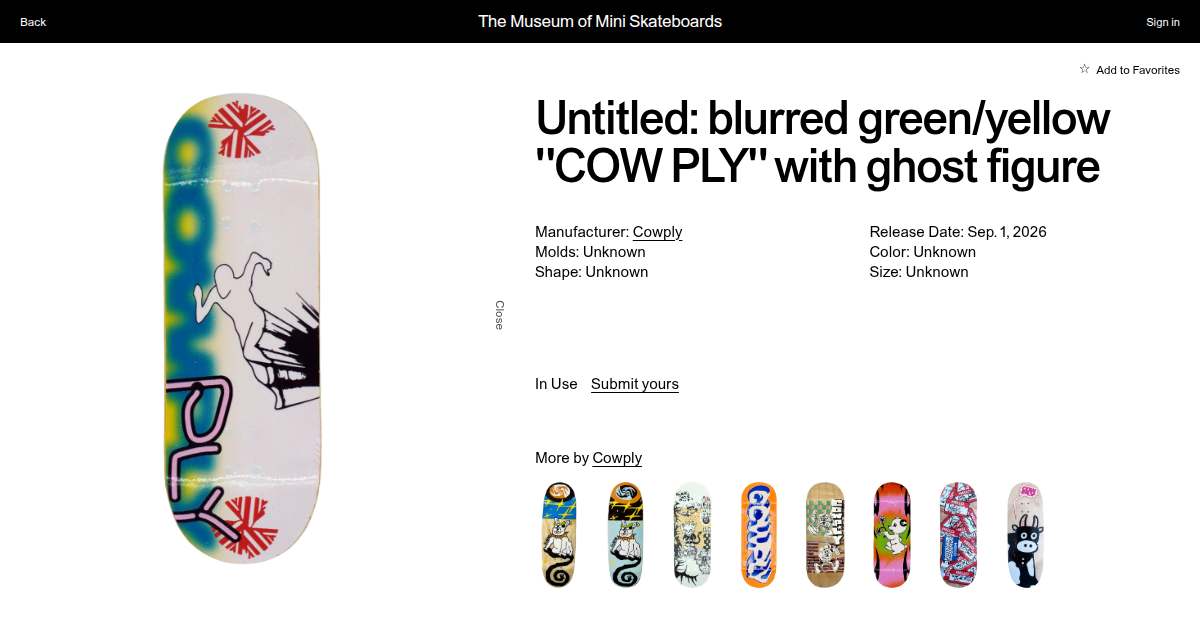 Back
The Museum of Mini Skateboards
Sign in
☆ Add to Favorites
COW
PLY
Untitled: blurred green/yellow
"COW PLY" with ghost figure
Manufacturer: Cowply
Release Date: Sep. 1, 2026
Molds: Unknown
Color: Unknown
Shape: Unknown
Size: Unknown
Close
In Use Submit yours
More by Cowply